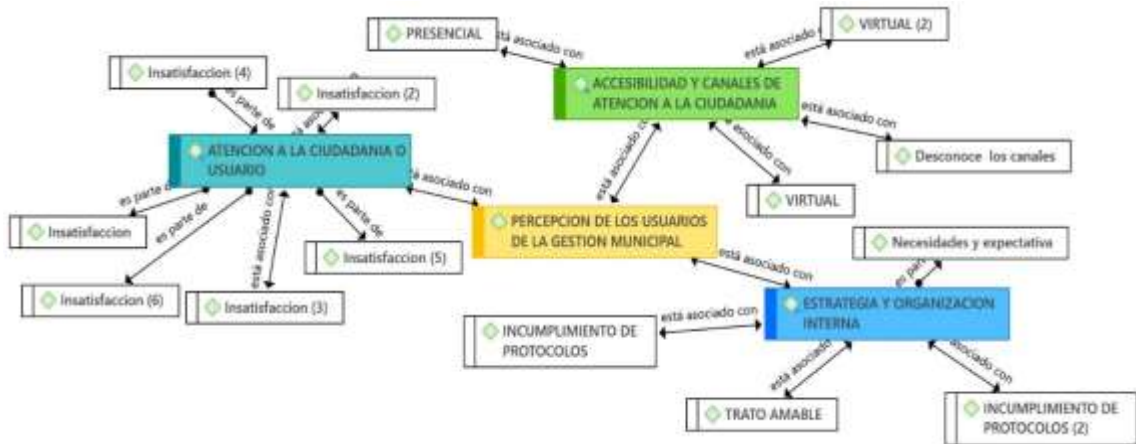 PRESENCIAL
está asociado con
está asociado
VIRTUAL (2)
Insatisfaccion (4)
es parte de
Insatisfaccion (2)
ACCESIBILIDAD Y CANALES DE
ATENCION A LA CIUDADANIA
está asociado con
Desconoce los canales
está asociado con
está asociado con
VIRTUAL
ATENCION A LA CIUDADANIA O
USUARIO
está asociado con
PERCEPCION DE LOS USUARIOS
DE LA GESTION MUNICIPAL
es parte de
Insatisfaccion
es parte de
está asociado con
es parte de
Insatisfaccion (5)
Insatisfaccion (6)
Insatisfaccion (3)
está asociado con
Necesidades y expectativa
es part
ESTRATEGIA Y ORGANIZACION
INTERNA
está asociado con
INCUMPLIMIENTO DE
PROTOCOLOS
está asociado
asociado con
TRATO AMABLE
INCUMPLIMIENTO DE
PROTOCOLOS (2)